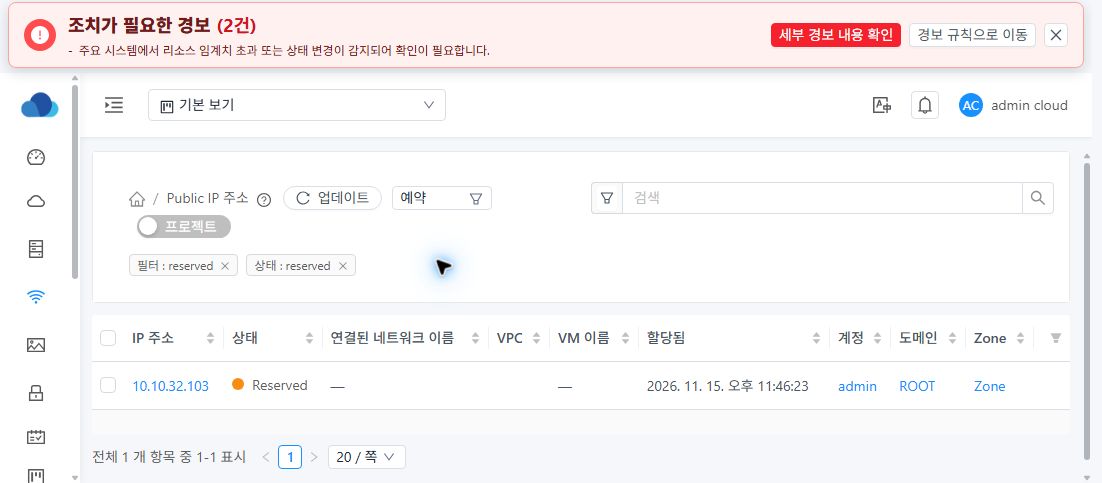 조치가 필요한 경보 (2건)
- 주요 시스템에서 리소스 임계치 초과 또는 상태 변경이 감지되어 확인이 필요합니다.
세부 경보 내용 확인
경보 규칙으로 이동
기본 보기
AC admin cloud
/ Public IP 주소 업데이트 예약 검색
프로젝트
필터 : reserved 상태 : reserved
IP 주소 상태 연결된 네트워크 이름 VPC VM 이름 할당됨 계정 도메인 Zone
10.10.32.103 Reserved — — 2026. 11. 15. 오후 11:46:23 admin ROOT Zone
전체 1 개 항목 중 1-1 표시 < 1 > 20 / 쪽